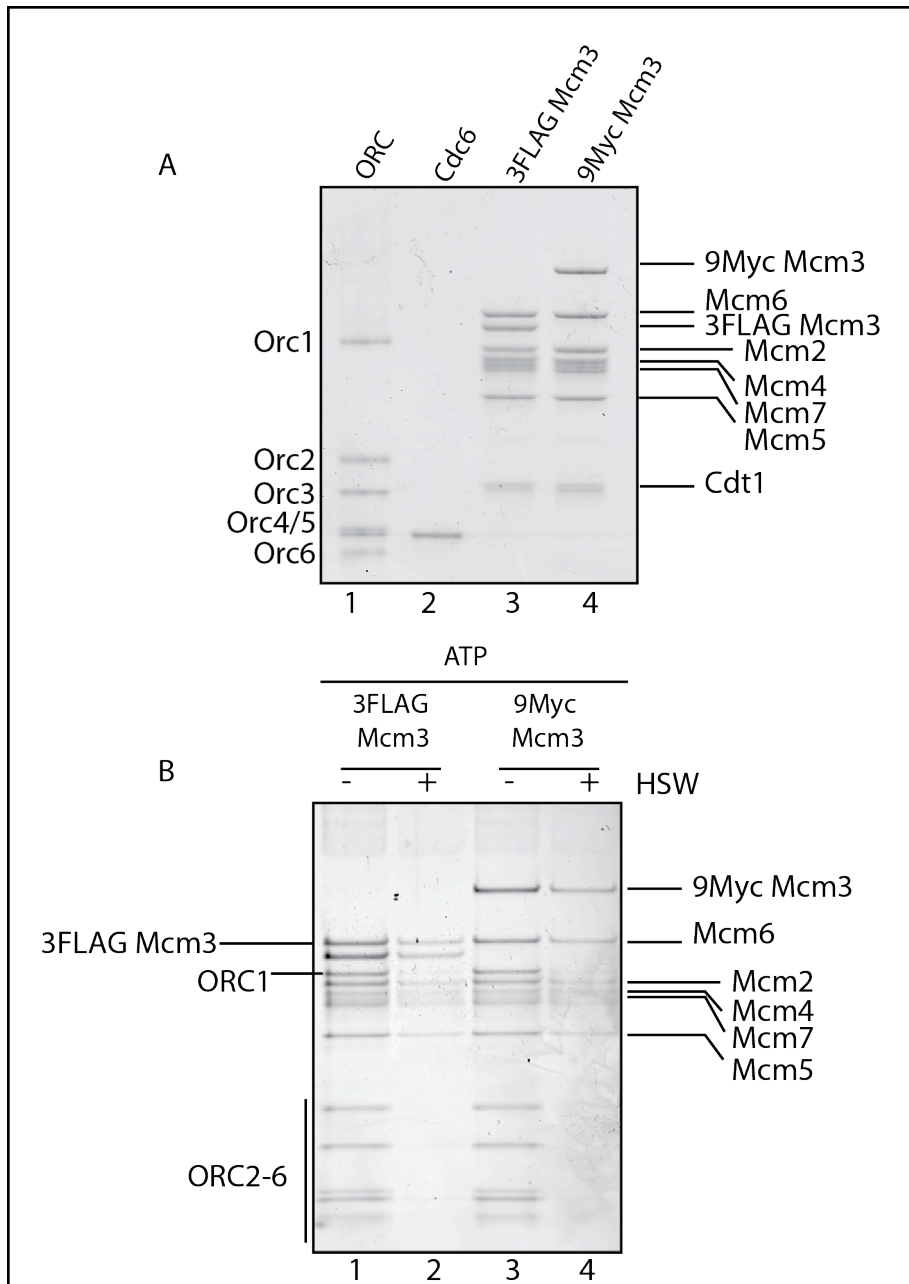 A
ORC
Cdc6
3FLAG Mcm3
9Myc Mcm3
9Myc Mcm3
Mcm6
3FLAG Mcm3
Mcm2
Mcm4
Mcm7
Mcm5
Cdt1
Orc1
Orc2
Orc3
Orc4/5
Orc6
1 2 3 4
ATP
3FLAG
Mcm3
9Myc
Mcm3
B
- + - + HSW
9Myc Mcm3
3FLAG Mcm3
Mcm6
ORC1
Mcm2
Mcm4
Mcm7
Mcm5
ORC2-6
1 2 3 4